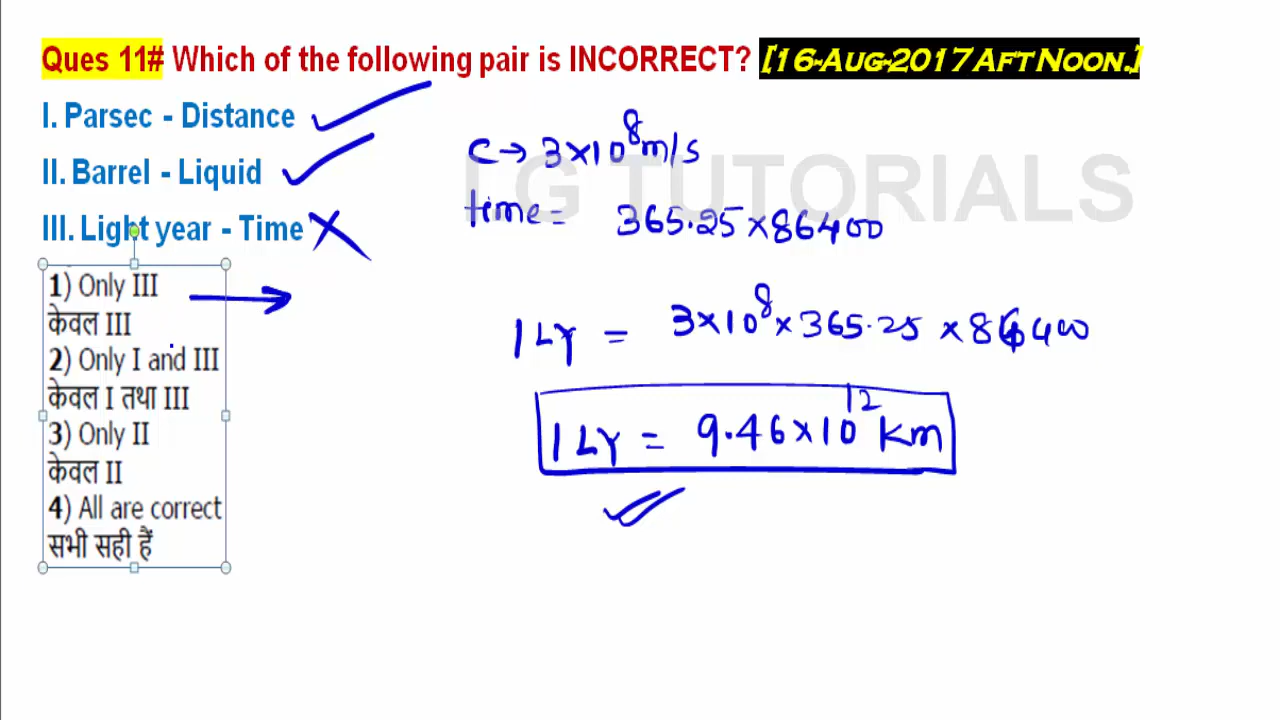 Ques 11# Which of the following pair is INCORRECT? [16-Aug-2017 Aft Noon.]
I. Parsec - Distance
II. Barrel - Liquid
III. Light year - Time
1) Only III
केवल III
2) Only I and III
केवल I तथा III
3) Only II
केवल II
4) All are correct
सभी सही हैं
C → 3×10⁸ m/s
LG TUTORIALS
time = 365.25×86400
1 LY = 3×10⁸×365.25×86400
1 LY = 9.46×10¹² Km